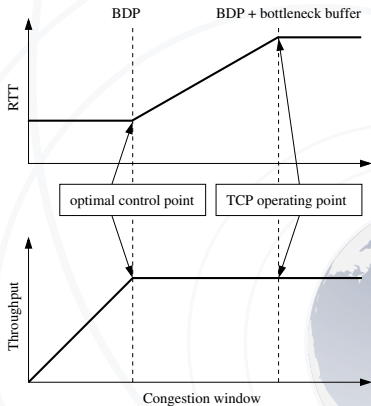 BDP
BDP + bottleneck buffer
RTT
optimal control point
TCP operating point
Throughput
Congestion window